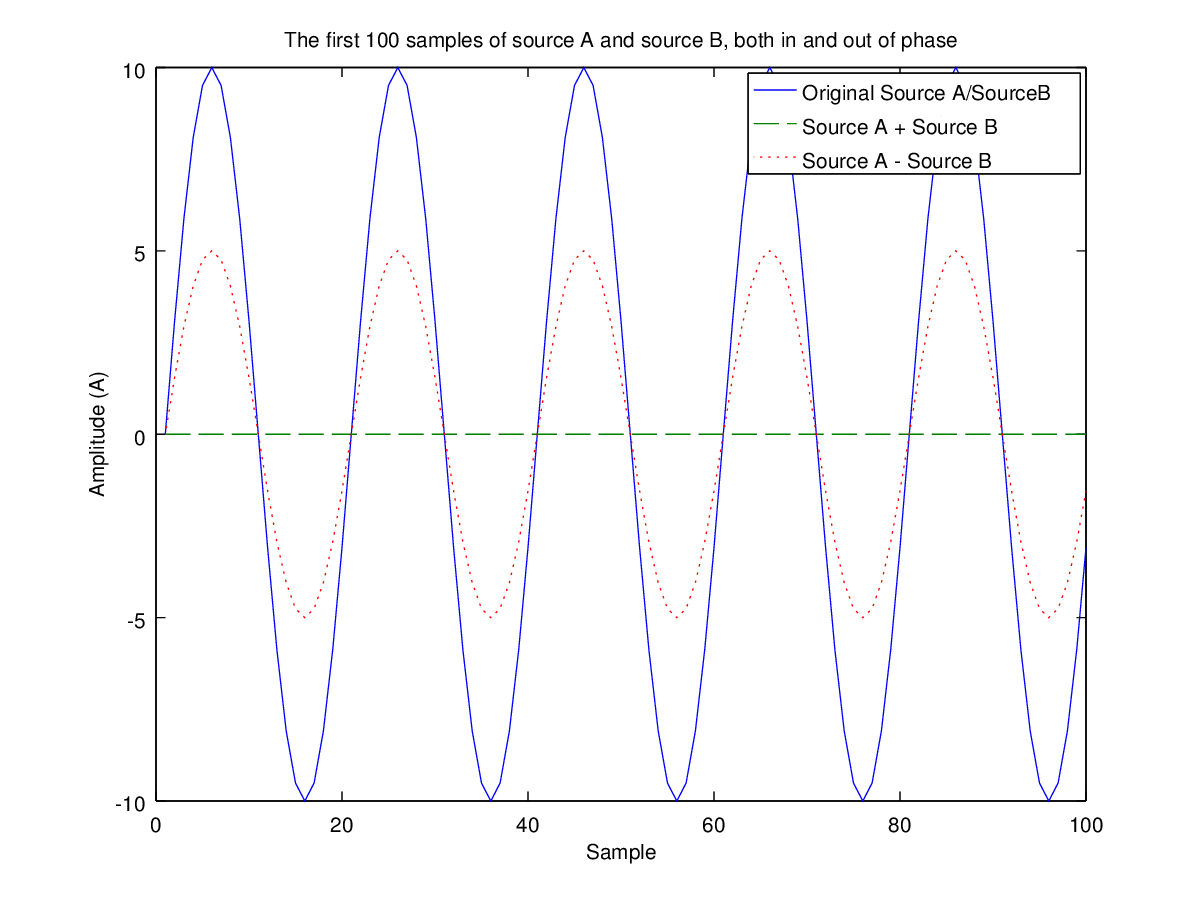 The first 100 samples of source A and source B, both in and out of phase
10
5
0
-5
-10
Amplitude (A)
Original Source A/SourceB
Source A + Source B
Source A - Source B
0 20 40 60 80 100
Sample